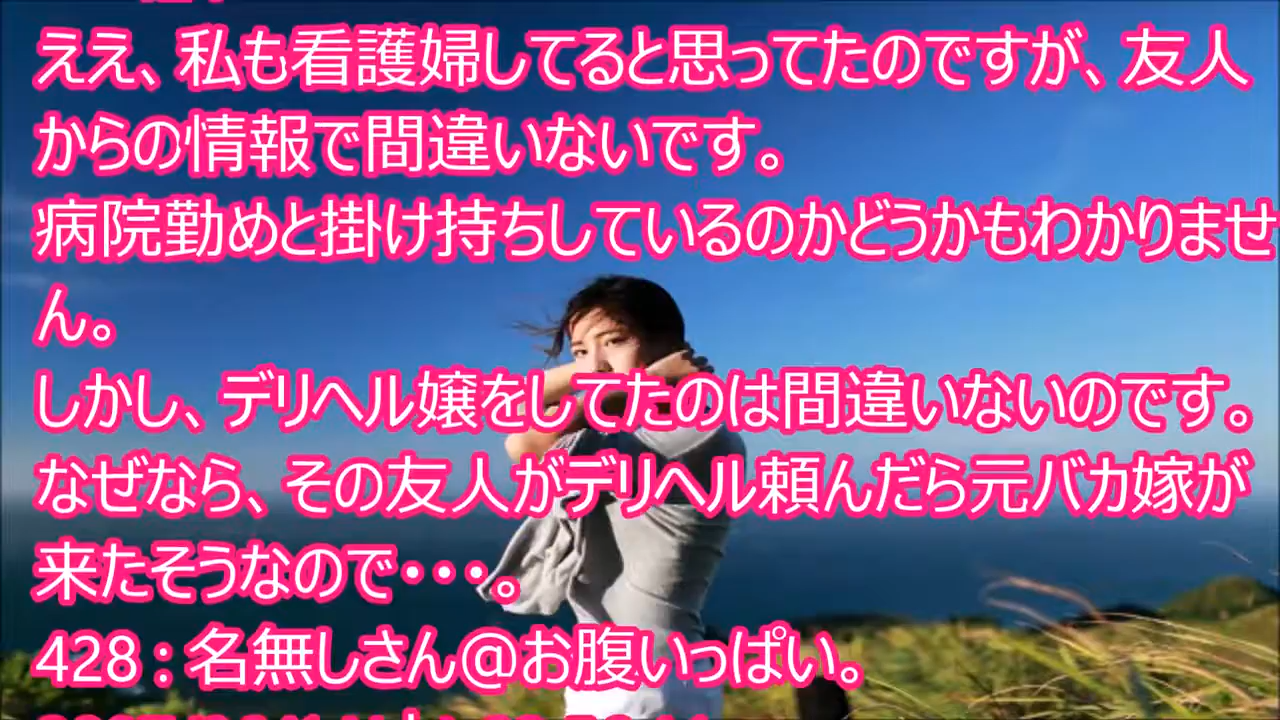 ええ、私も看護婦してると思ってたのですが、友人
からの情報で間違いないです。
病院勤めと掛け持ちしているのかどうかもわかりませ
ん。
しかし、デリヘル嬢をしてたのは間違いないのです。
なぜなら、その友人がデリヘル頼んだら元バカ嫁が
来たそうなので・・・。
428 : 名無しさん@お腹いっぱい。